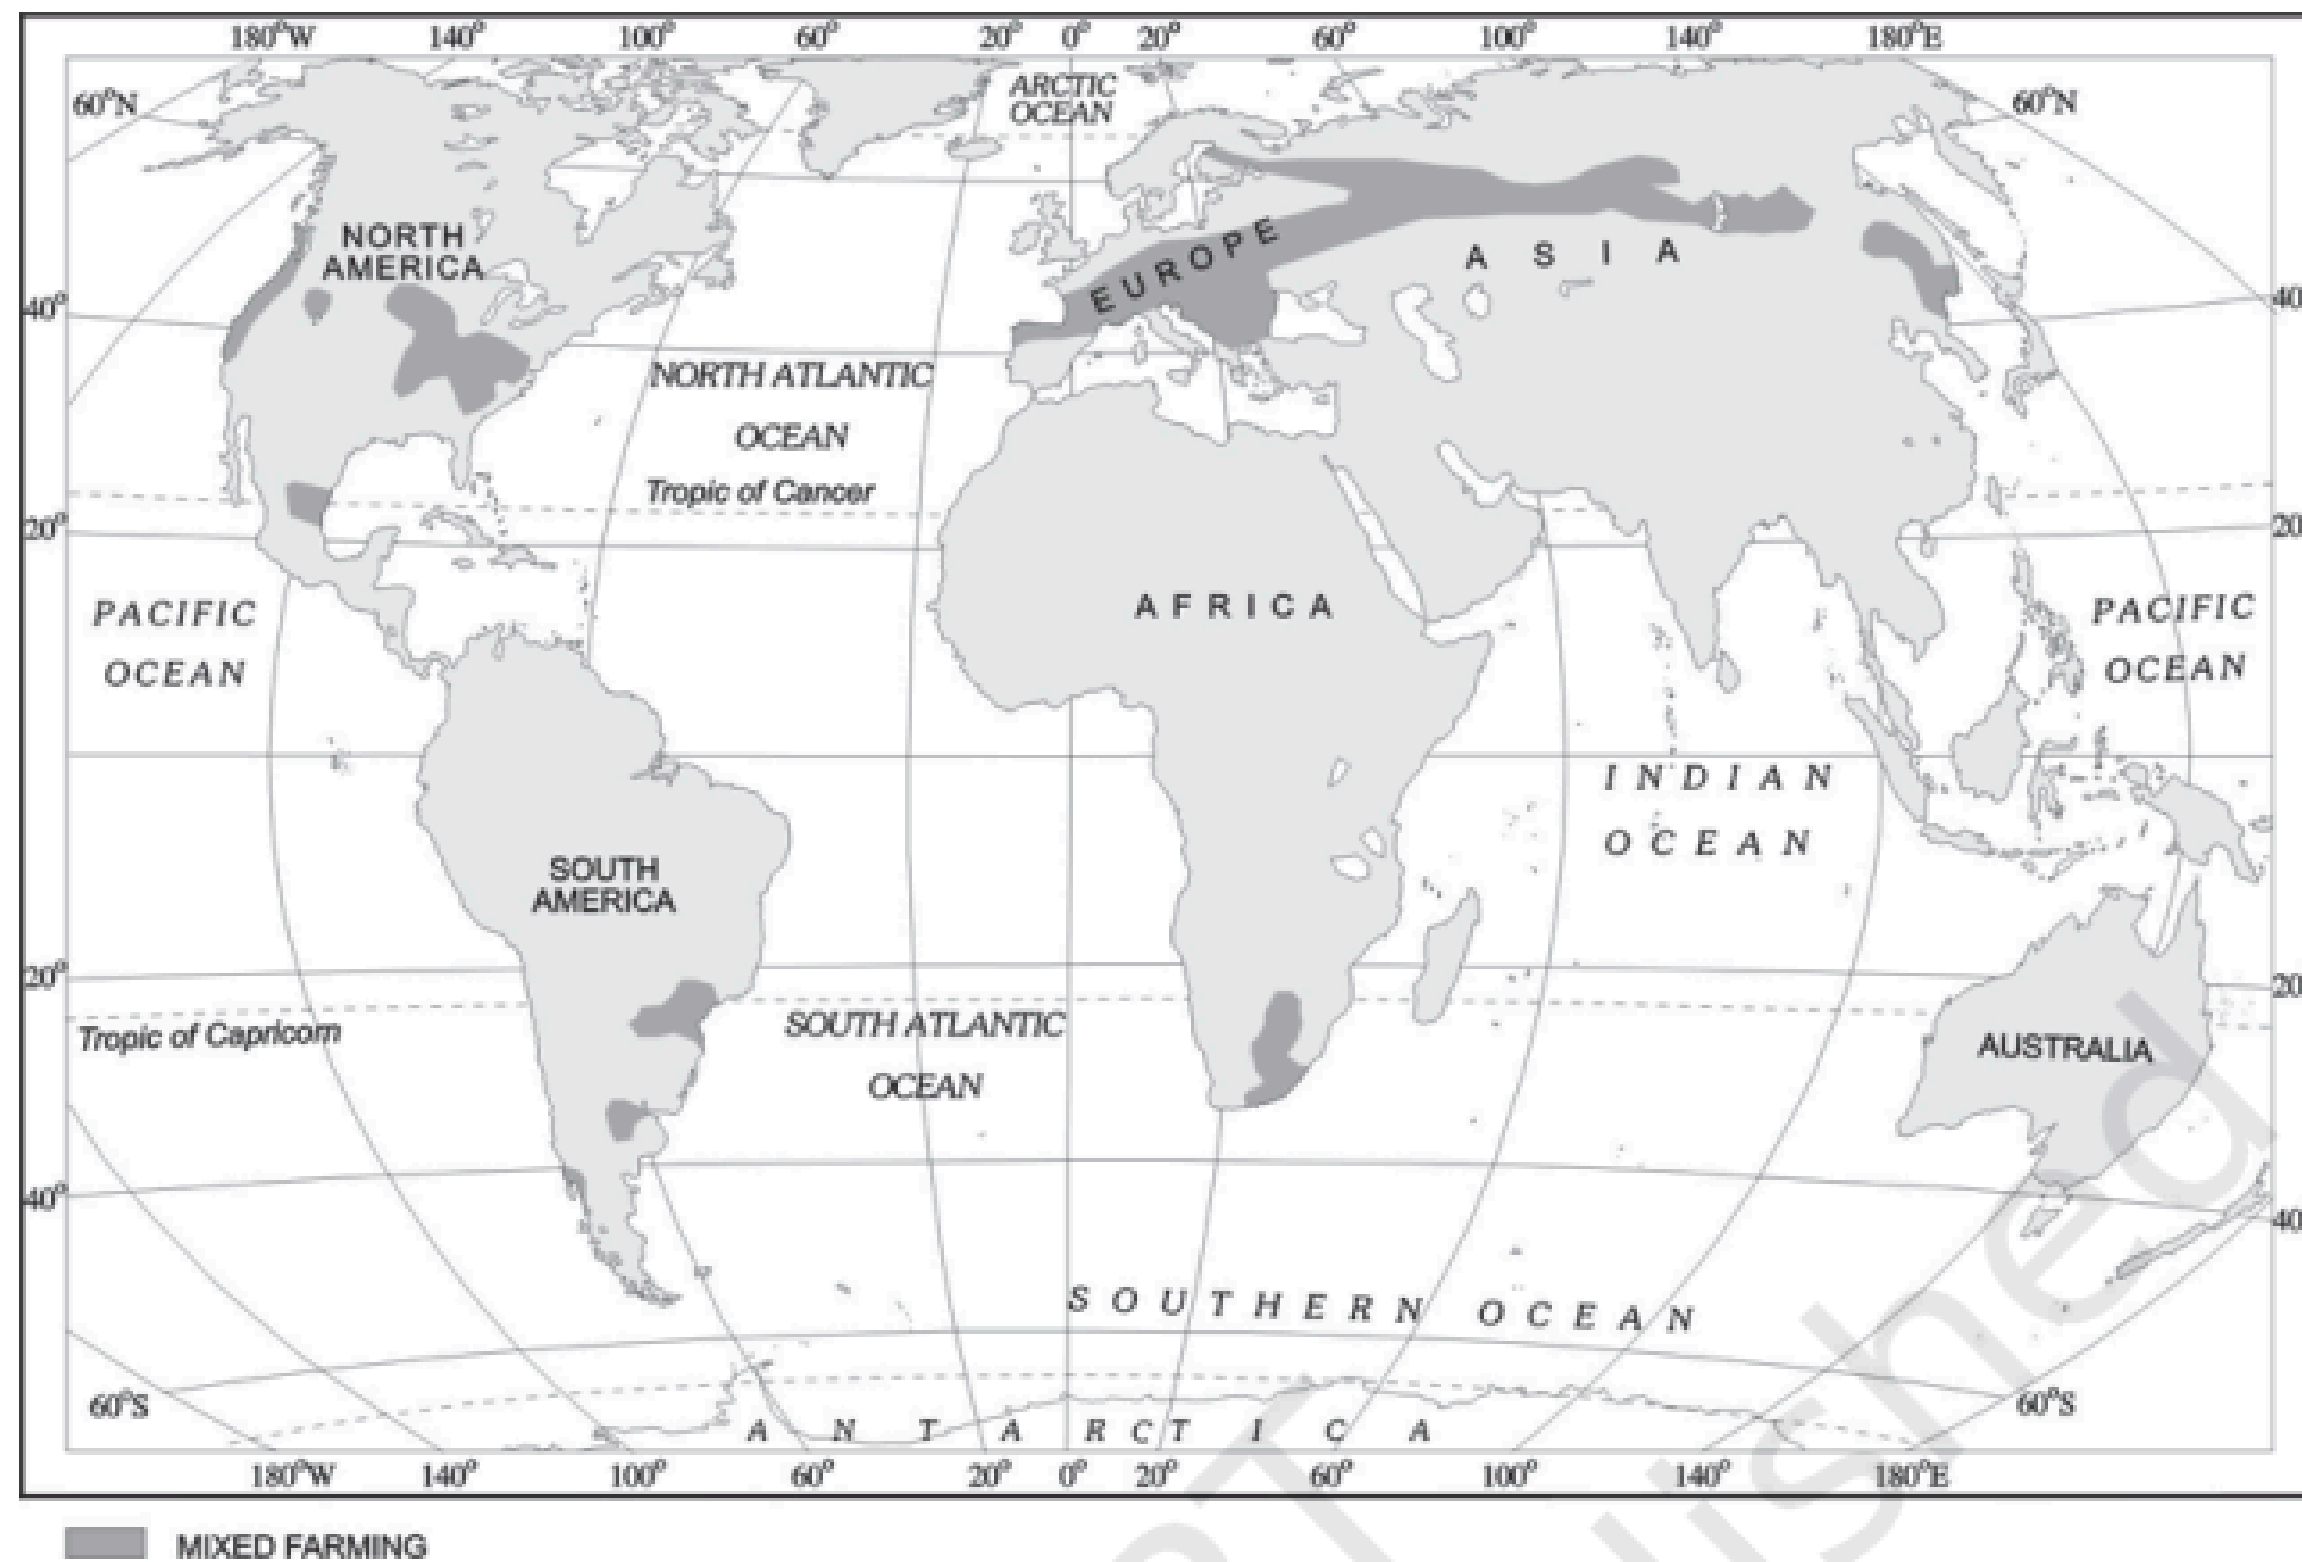 180°W 140° 100° 60° 20° 0° 20° 60° 100° 140° 180°E
ARCTIC
OCEAN
60°N 60°N
NORTH
AMERICA
EUROPE
A S I A
40° 40
NORTH ATLANTIC
OCEAN
Tropic of Cancer
20° 20
PACIFIC
OCEAN
AFRICA
PACIFIC
OCEAN
INDIAN
OCEAN
SOUTH
AMERICA
20° 20
Tropic of Capricorn
SOUTH ATLANTIC
OCEAN
AUSTRALIA
40° 40
SOUTHERN OCEAN
60°S 60°S
ANTARCTICA
180°W 140° 100° 60° 20° 0° 20° 60° 100° 140° 180°E
MIXED FARMING